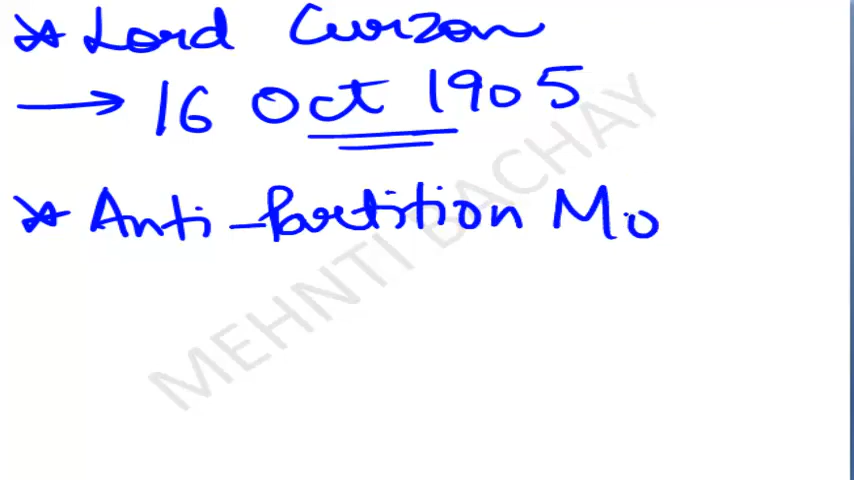 * Lord Curzon
→ 16 Oct 1905
* Anti-Partition Mo
MEHNTI BACHAY